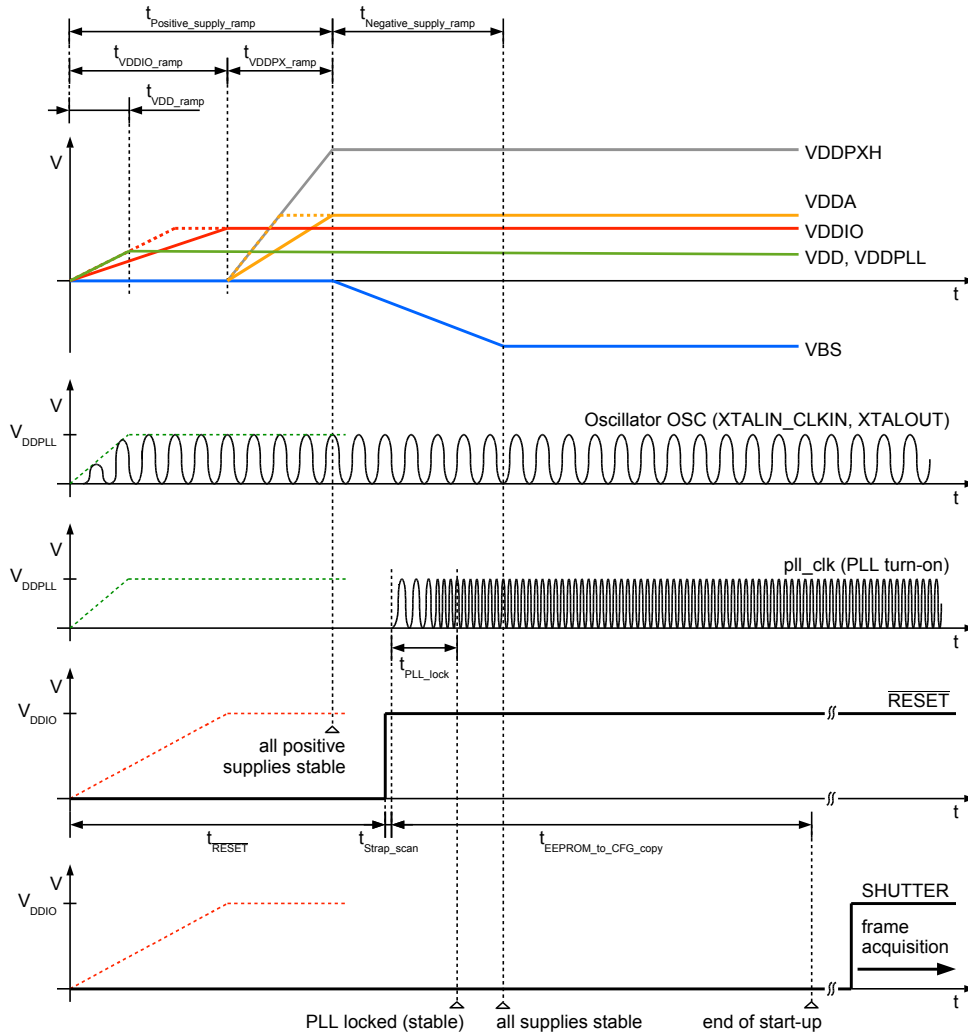 tPositive_supply_ramp
tNegative_supply_ramp
tVDDIO_ramp
tVDDPX_ramp
tVDD_ramp
V
VDDPXH
VDDA
VDDIO
VDD, VDDPLL
t
VBS
V
Oscillator OSC (XTALIN_CLKIN, XTALOUT)
VDDPLL
t
V
pll_clk (PLL turn-on)
VDDPLL
t
tPLL_lock
V
RESET
VDDIO
all positive
supplies stable
t
tRESET
tStrap_scan
tEEPROM_to_CFG_copy
V
SHUTTER
VDDIO
frame
acquisition
t
PLL locked (stable)
all supplies stable
end of start-up